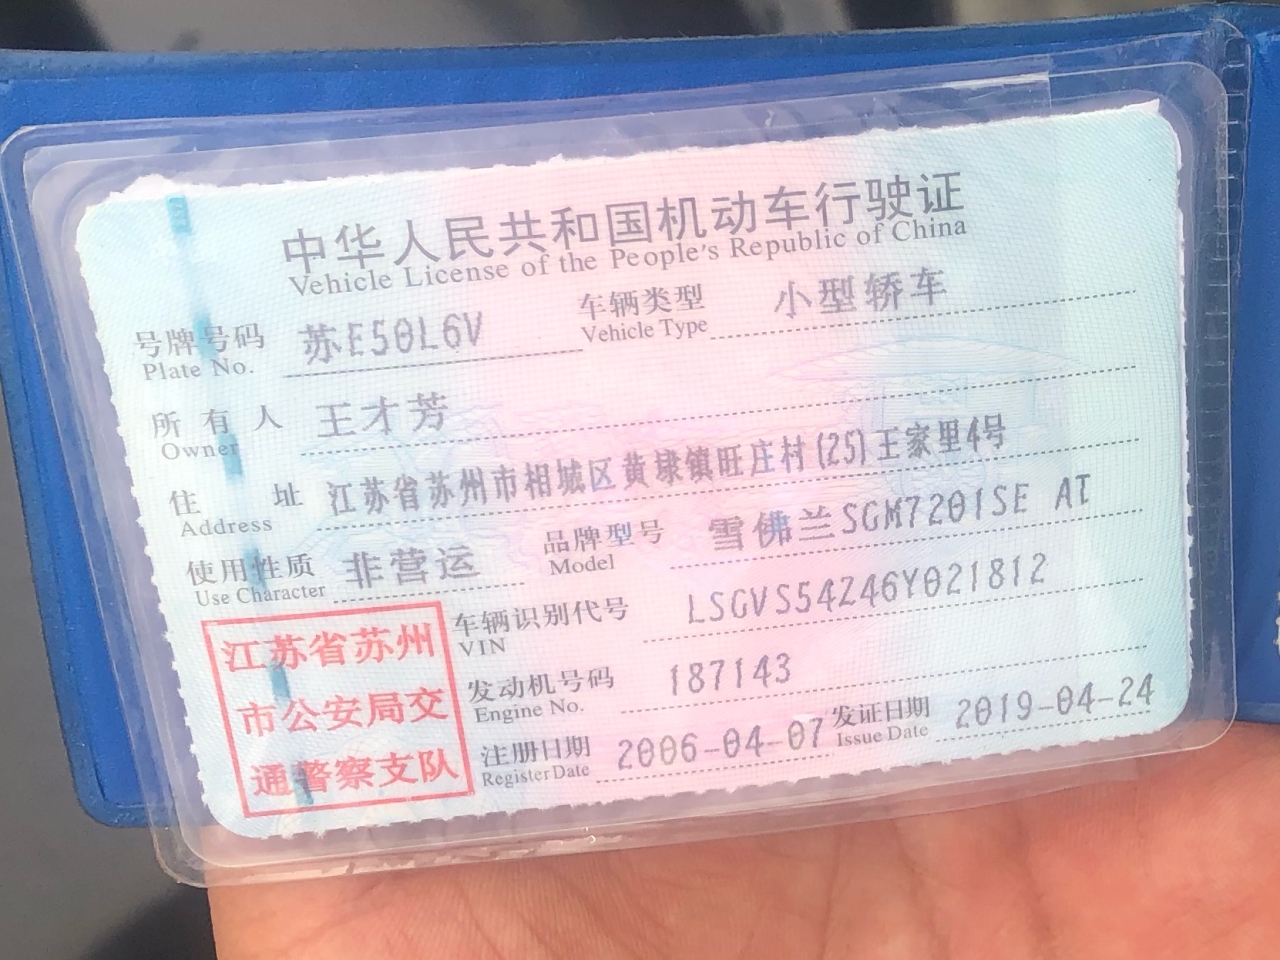 中华人民共和国机动车行驶证
Vehicle License of the People's Republic of China
号牌号码 苏E50L6V 车辆类型 小型轿车
Plate No. Vehicle Type
所有人 王才芳
Owner
住址 江苏省苏州市相城区黄埭镇旺庄村(25)王家里4号
Address
使用性质 非营运 品牌型号 雪佛兰SGM7201SE AT
Use Character Model
车辆识别代号 LSGVS54Z46Y021812
VIN
发动机号码 187143
Engine No.
注册日期 2006-04-07 发证日期 2019-04-24
Register Date Issue Date
江苏省苏州
市公安局交
通警察支队